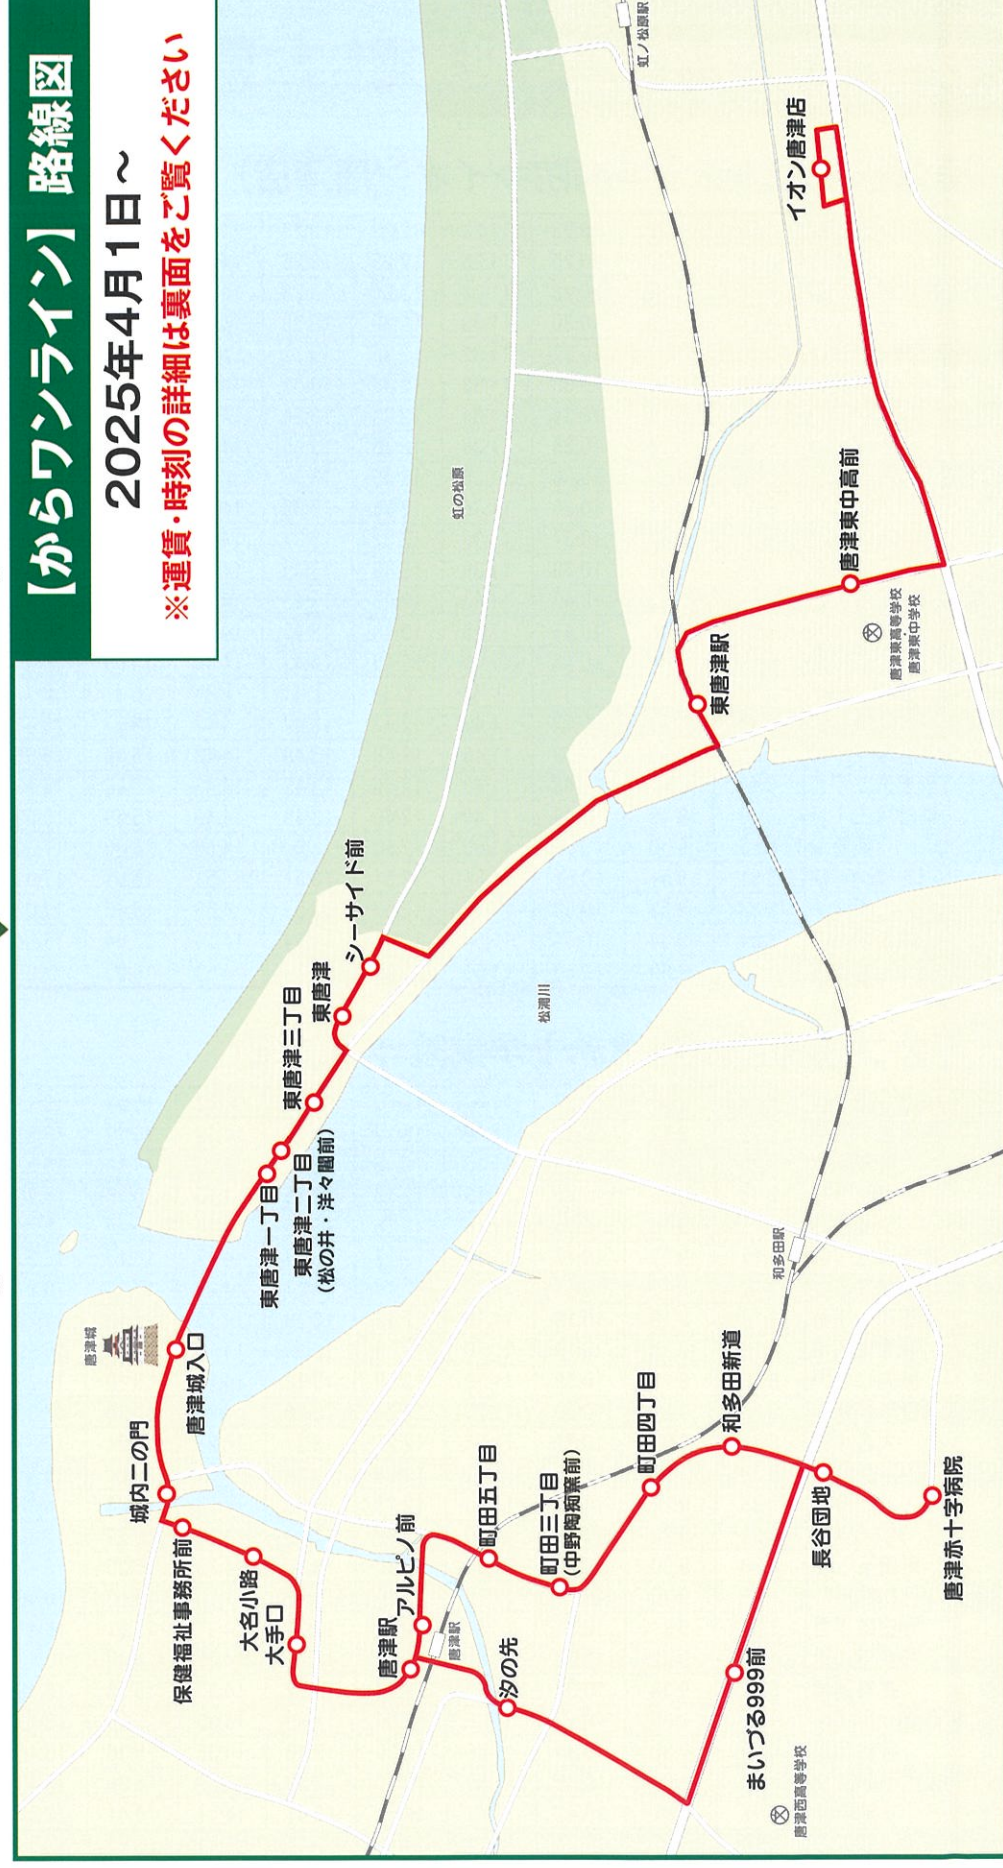 【からワンライン】 路線図
2025年4月1日～
※運賃・時刻の詳細は裏面をご覧ください
虹ノ松原駅
イオン唐津店
虹の松原
唐津東中高前
唐津東高等学校
唐津東中学校
東唐津駅
シーサイド前
東唐津
東唐津三丁目
松浦川
東唐津二丁目
(松の井・洋々閣前)
東唐津一丁目
唐津城
唐津城入口
和多田駅
城内二の門
保健福祉事務所前
大名小路
大手口
唐津駅
アルピノ前
唐津駅
町田五丁目
町田三丁目
(中野陶痴窯前)
町田四丁目
和多田新道
長谷団地
唐津赤十字病院
汐の先
まいづる999前
唐津西高等学校